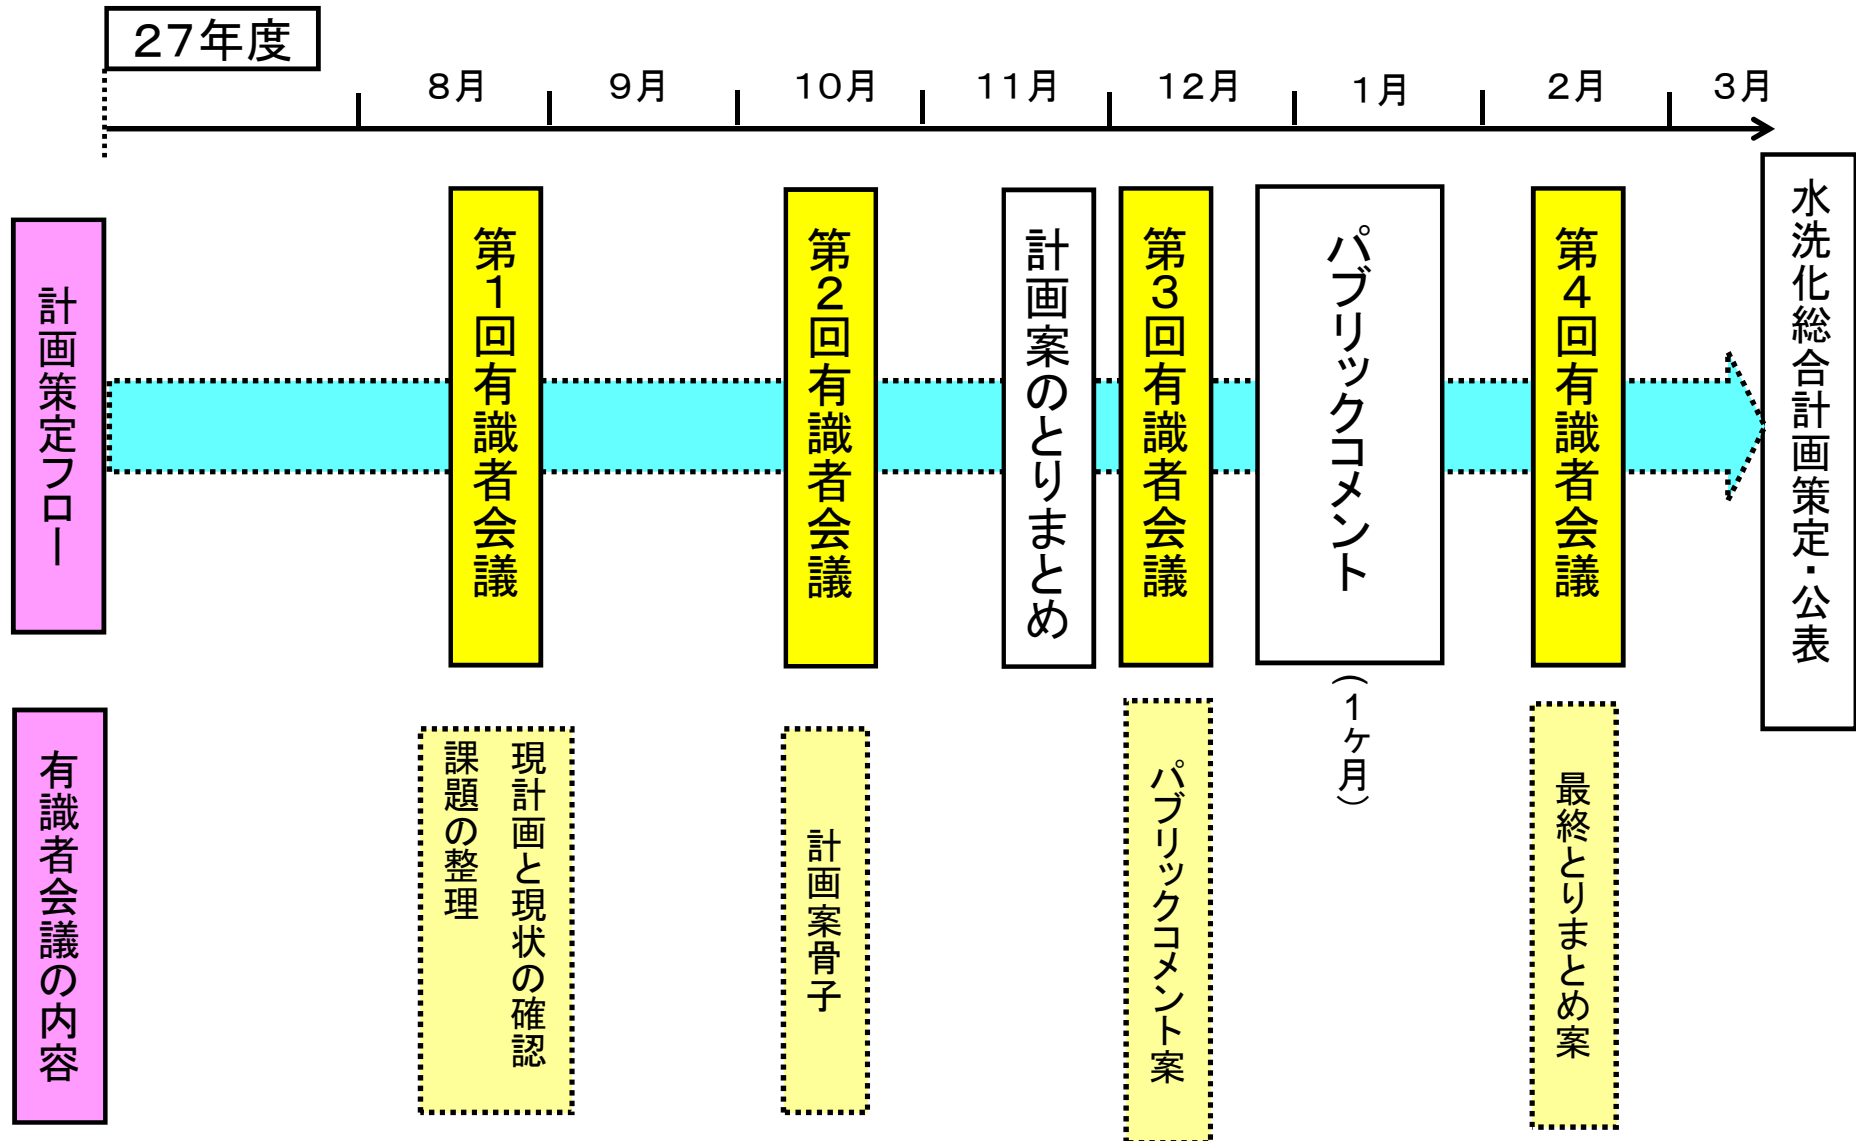 27年度
8月
9月
10月
11月
12月
1月
2月
3月
計画策定フロー
第1回有識者会議
第2回有識者会議
計画案のとりまとめ
第3回有識者会議
パブリックコメント
(1ヶ月)
第4回有識者会議
水洗化総合計画策定・公表
有識者会議の内容
現計画と現状の確認
課題の整理
計画案骨子
パブリックコメント案
最終とりまとめ案